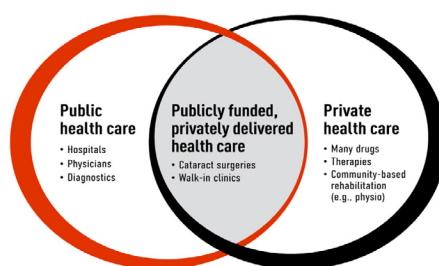 Public
health care
• Hospitals
• Physicians
• Diagnostics
Publicly funded,
privately delivered
health care
• Cataract surgeries
• Walk-in clinics
Private
health care
• Many drugs
• Therapies
• Community-based
rehabilitation
(e.g., physio)